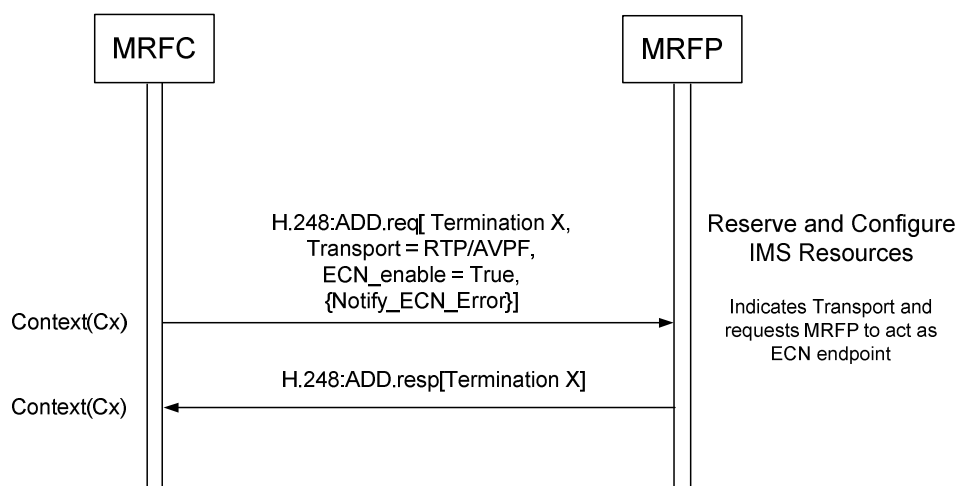 MRFC
MRFP
H.248:ADD.req[ Termination X,
Transport = RTP/AVPF,
ECN_enable = True,
{Notify_ECN_Error}]
Reserve and Configure
IMS Resources
Indicates Transport and
requests MRFP to act as
ECN endpoint
Context(Cx)
H.248:ADD.resp[Termination X]
Context(Cx)